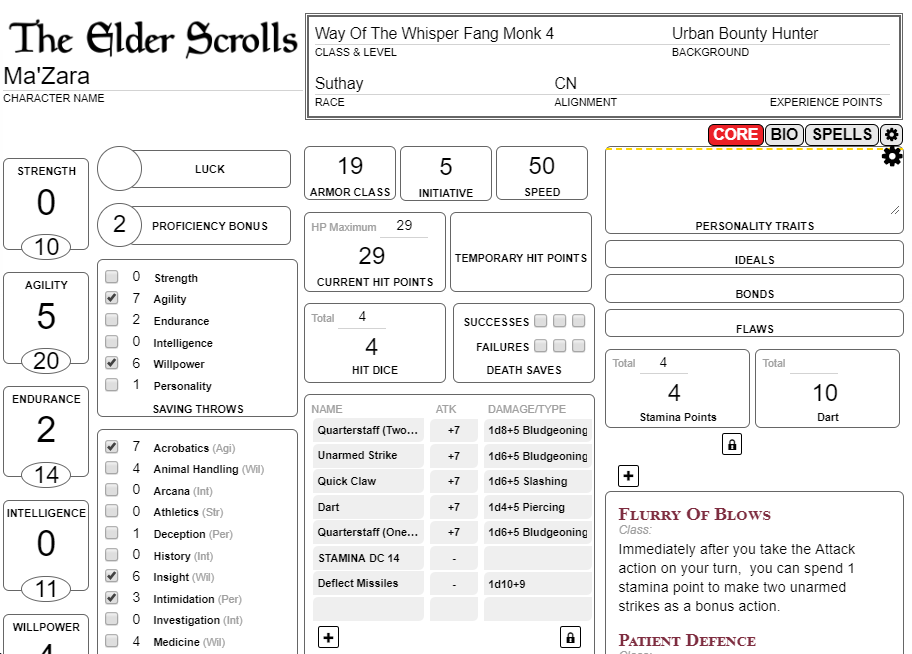 The Elder Scrolls
Ma'Zara
CHARACTER NAME
Way Of The Whisper Fang Monk 4
CLASS & LEVEL
Urban Bounty Hunter
BACKGROUND
Suthay
RACE
CN
ALIGNMENT
EXPERIENCE POINTS
CORE BIO SPELLS
STRENGTH
0
10
AGILITY
5
20
ENDURANCE
2
14
INTELLIGENCE
0
11
WILLPOWER
4
LUCK
2 PROFICIENCY BONUS
0 Strength
7 Agility
2 Endurance
0 Intelligence
6 Willpower
1 Personality
SAVING THROWS
7 Acrobatics (Agi)
4 Animal Handling (Wil)
0 Arcana (Int)
0 Athletics (Str)
1 Deception (Per)
0 History (Int)
6 Insight (Wil)
3 Intimidation (Per)
0 Investigation (Int)
4 Medicine (Wil)
19
ARMOR CLASS
5
INITIATIVE
50
SPEED
HP Maximum 29
29
CURRENT HIT POINTS
TEMPORARY HIT POINTS
Total 4
4
HIT DICE
SUCCESSES
FAILURES
DEATH SAVES
NAME ATK DAMAGE/TYPE
Quarterstaff (Two... +7 1d8+5 Bludgeoning
Unarmed Strike +7 1d6+5 Bludgeoning
Quick Claw +7 1d6+5 Slashing
Dart +7 1d4+5 Piercing
Quarterstaff (One... +7 1d6+5 Bludgeoning
STAMINA DC 14 -
Deflect Missiles - 1d10+9
PERSONALITY TRAITS
IDEALS
BONDS
FLAWS
Total 4
4
Stamina Points
Total
10
Dart
FLURRY OF BLOWS
Class:
Immediately after you take the Attack
action on your turn, you can spend 1
stamina point to make two unarmed
strikes as a bonus action.
PATIENT DEFENCE
Class: